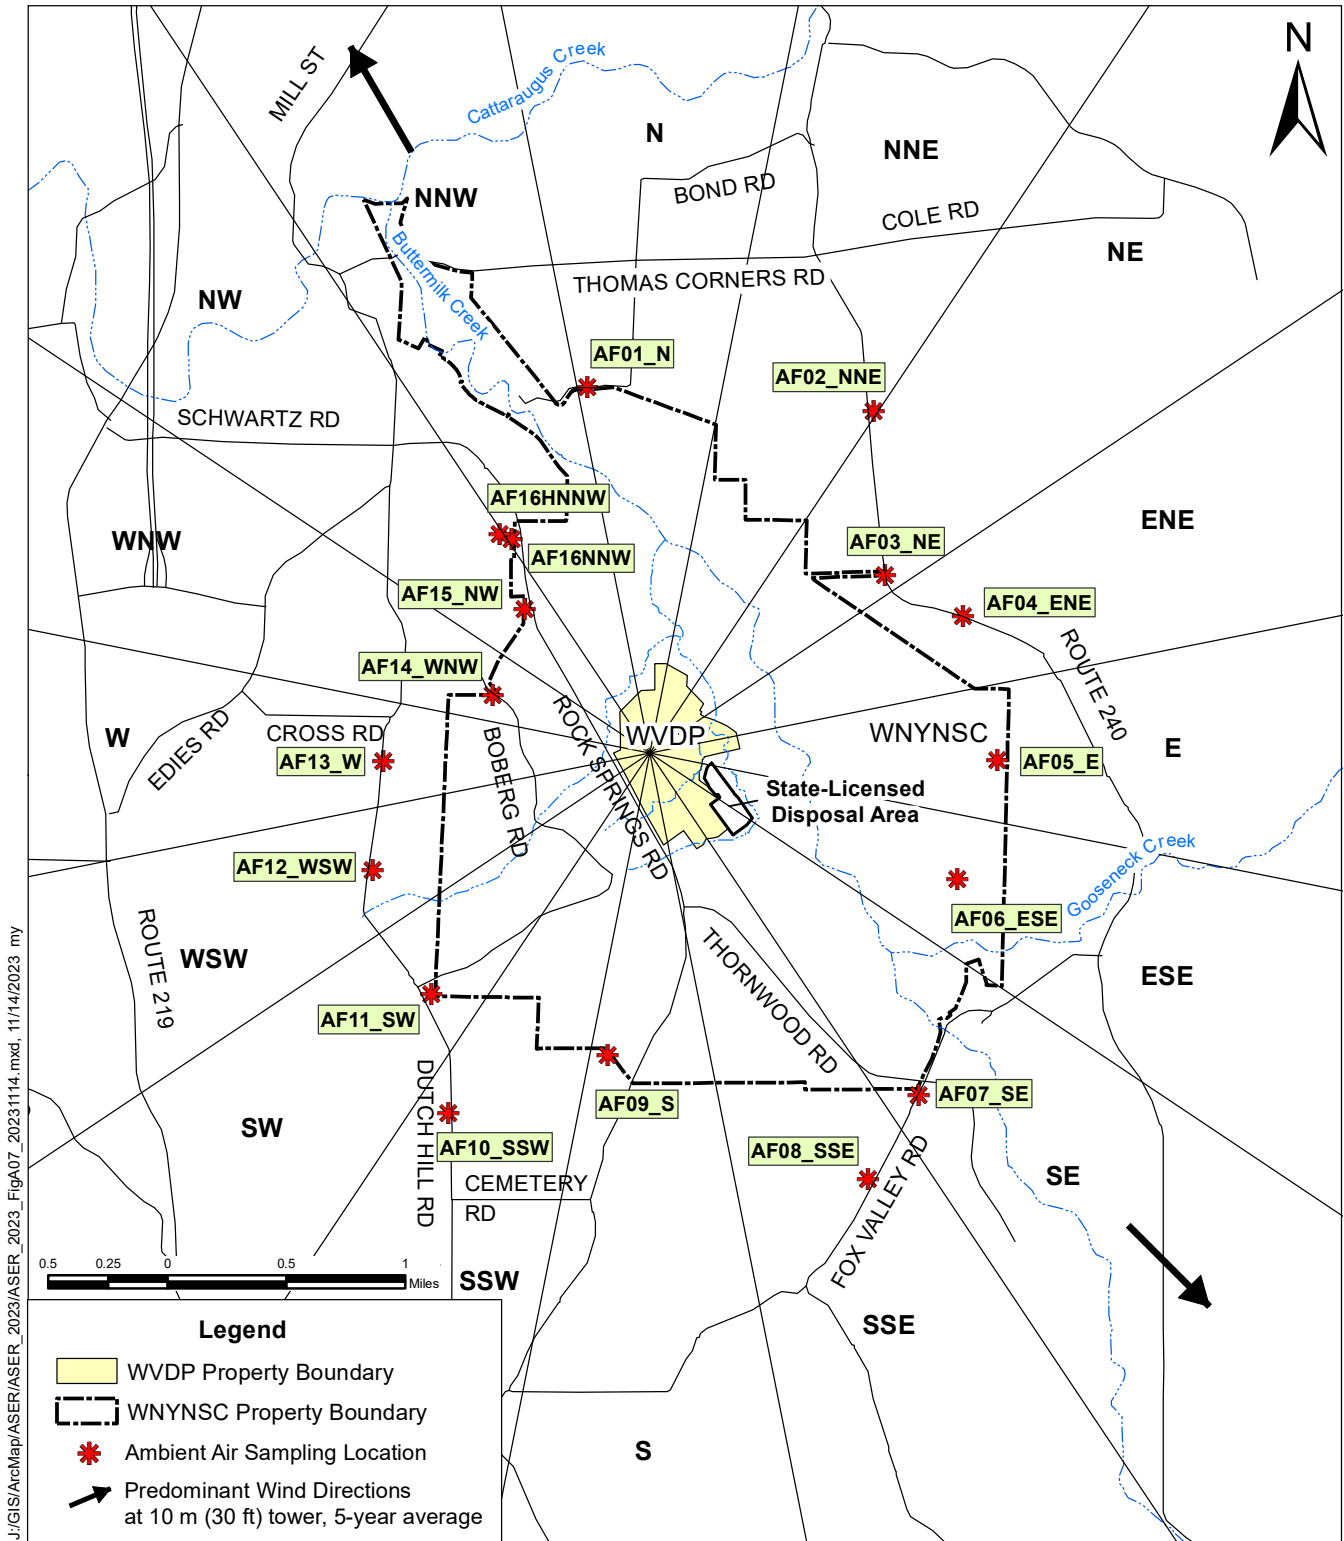 N
MILL ST
Cattaraugus Creek
N
NNE
BOND RD
NNW
COLE RD
NE
Buttermilk Creek
THOMAS CORNERS RD
NW
AF01_N
AF02_NNE
SCHWARTZ RD
AF16HNNW
ENE
WNW
AF03_NE
AF16NNW
AF15_NW
AF04_ENE
ROUTE 240
AF14_WNW
ROCK SPRINGS RD
WVDP
WNYNSC
W
EDIES RD
CROSS RD
BOBERG RD
E
AF13_W
AF05_E
State-Licensed
Disposal Area
Gooseneck Creek
AF12_WSW
AF06_ESE
ROUTE 219
WSW
THORNWOOD RD
ESE
AF11_SW
DUTCH HILL RD
AF09_S
AF07_SE
SW
AF10_SSW
AF08_SSE
FOX VALLEY RD
SE
CEMETERY
RD
0.5
0.25
0
0.5
1
Miles
SSW
SSE
S
Legend
WVDP Property Boundary
WNYNSC Property Boundary
Ambient Air Sampling Location
Predominant Wind Directions
at 10 m (30 ft) tower, 5-year average
J:/GIS/ArcMap/ASER/ASER_2023/ASER_2023_FigA07_20231114.mxd, 11/14/2023 my